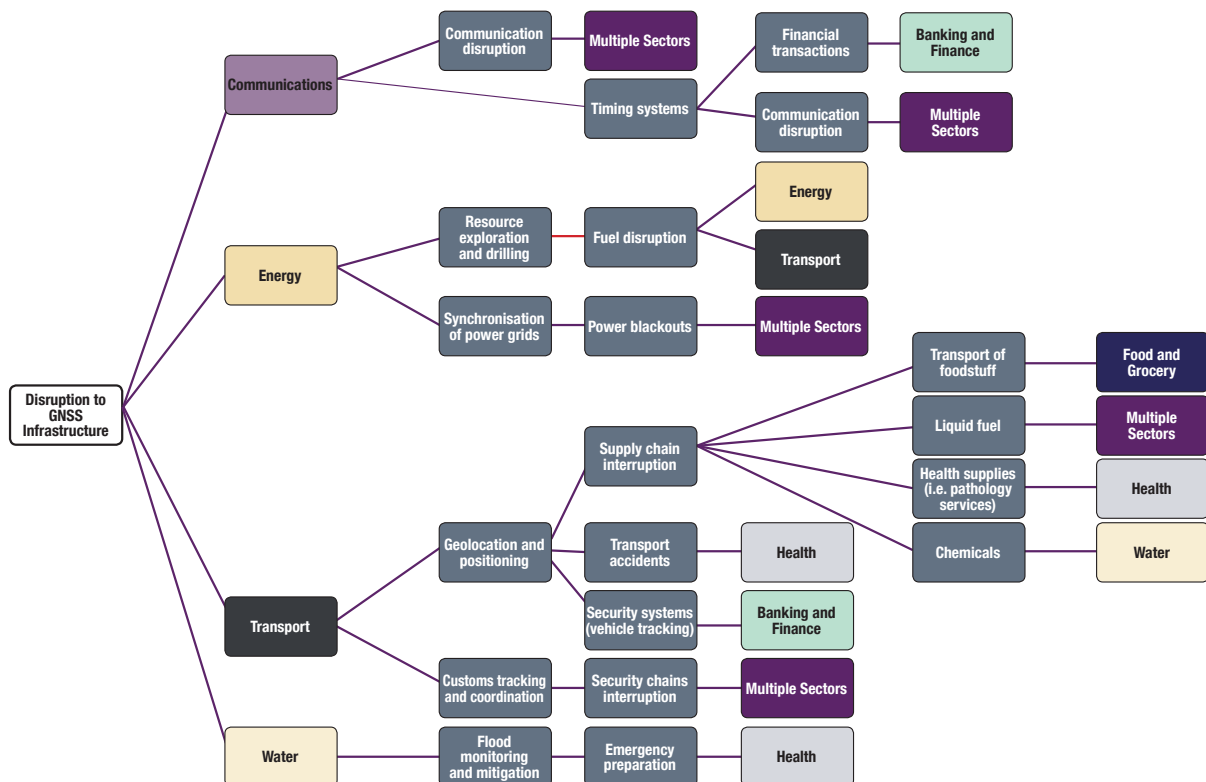 Communication
disruption
Multiple Sectors
Financial
transactions
Banking and
Finance
Communications
Timing systems
Communication
disruption
Multiple
Sectors
Energy
Resource
exploration
and drilling
Fuel disruption
Energy
Transport
Synchronisation
of power grids
Power blackouts
Multiple Sectors
Disruption to
GNSS
Infrastructure
Transport of
foodstuff
Food and
Grocery
Supply chain
interruption
Liquid fuel
Multiple
Sectors
Health supplies
(i.e. pathology
services)
Health
Chemicals
Water
Geolocation and
positioning
Transport
accidents
Health
Transport
Security systems
(vehicle tracking)
Banking and
Finance
Customs tracking
and coordination
Security chains
interruption
Multiple Sectors
Water
Flood
monitoring
and mitigation
Emergency
preparation
Health